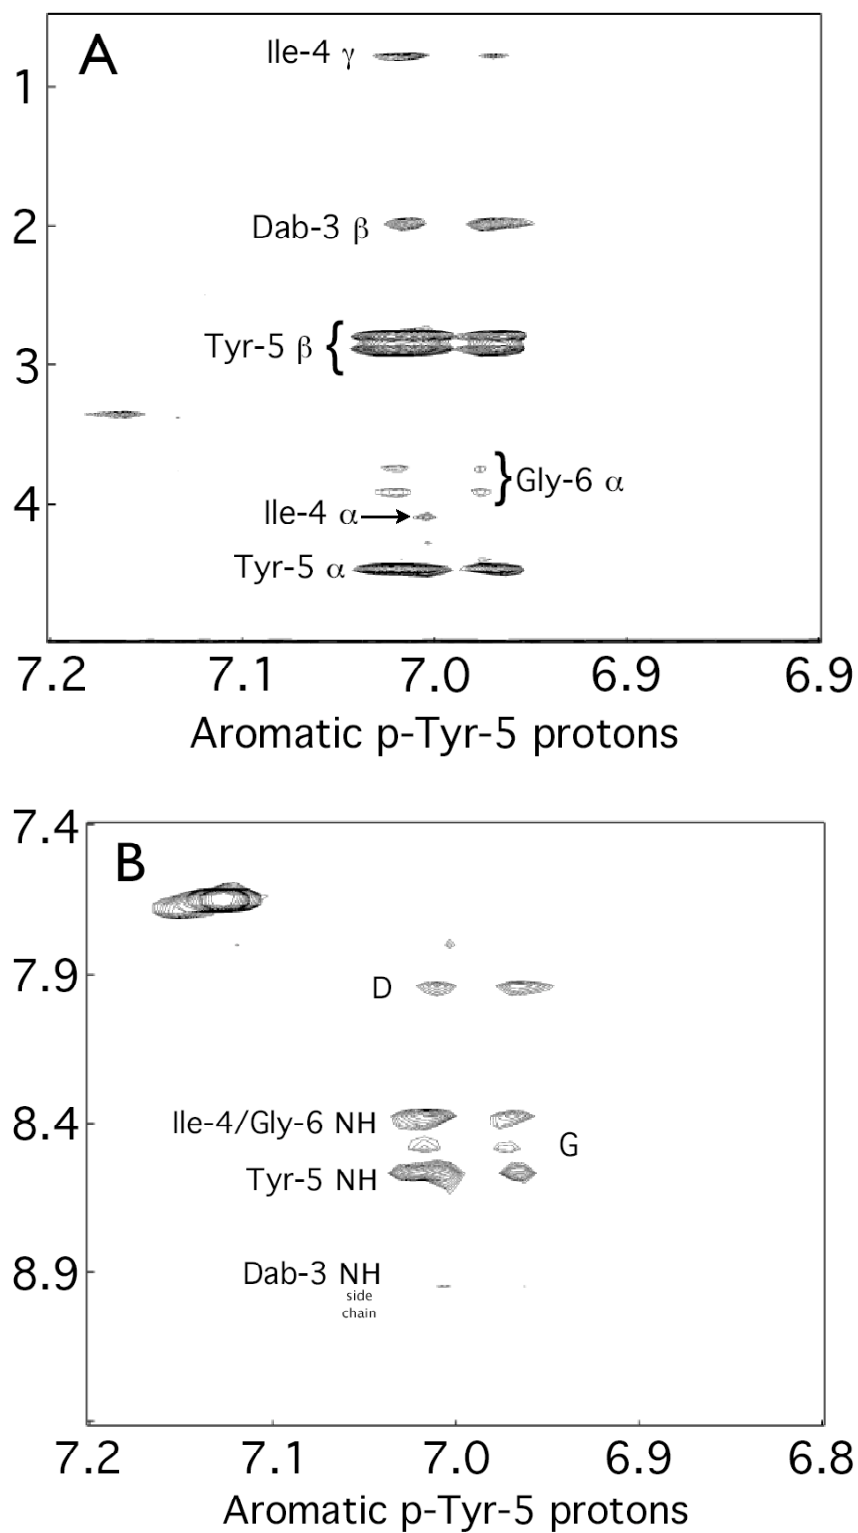 A
Ile-4 γ
1
Dab-3 β
2
Tyr-5 β {
3
} Gly-6 α
Ile-4 α
4
Tyr-5 α
7.2 7.1 7.0 6.9 6.9
Aromatic p-Tyr-5 protons
7.4
B
7.9
D
8.4
Ile-4/Gly-6 NH
G
Tyr-5 NH
8.9
Dab-3 NH
side
chain
7.2 7.1 7.0 6.9 6.8
Aromatic p-Tyr-5 protons